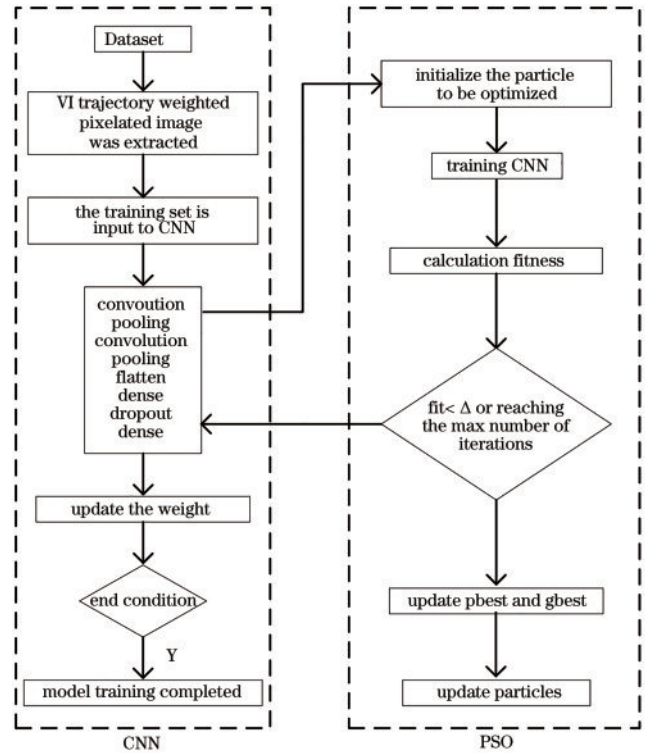 Dataset
VI trajectory weighted
pixelated image
was extracted
the training set is
input to CNN
convoution
pooling
convolution
pooling
flatten
dense
dropout
dense
update the weight
end condition
Y
model training completed
CNN
initialize the particle
to be optimized
training CNN
calculation fitness
fit< Δ or reaching
the max number of
iterations
update pbest and gbest
update particles
PSO